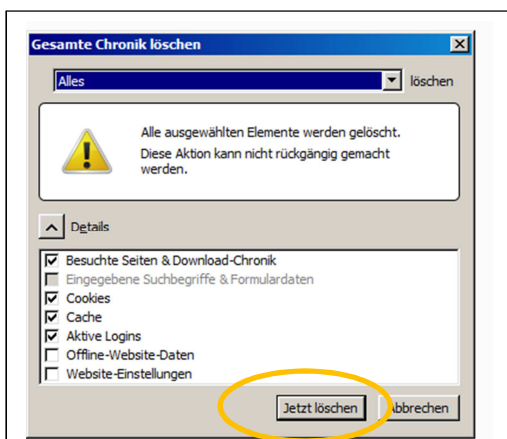 Gesamte Chronik löschen
Alles löschen
Alle ausgewählten Elemente werden gelöscht.
Diese Aktion kann nicht rückgängig gemacht
werden.
Details
Besuchte Seiten & Download-Chronik
Eingegebene Suchbegriffe & Formulardaten
Cookies
Cache
Aktive Logins
Offline-Website-Daten
Website-Einstellungen
Jetzt löschen Abbrechen